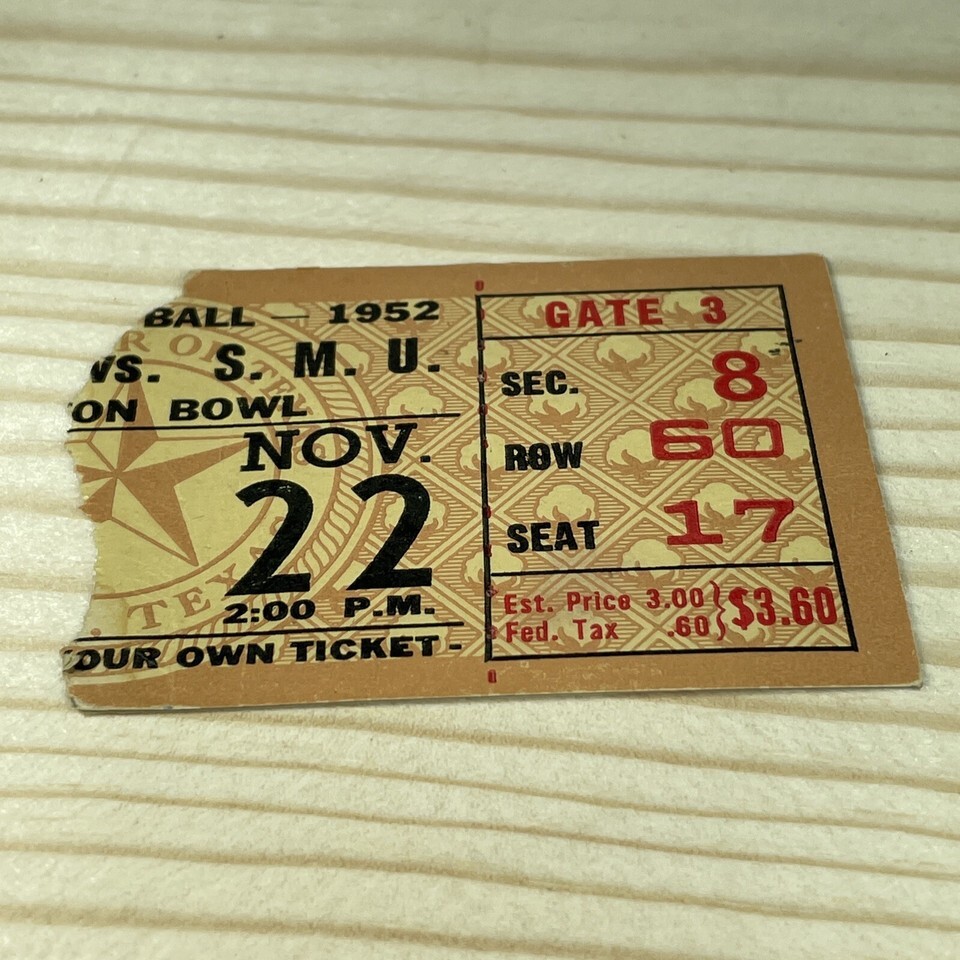 BALL — 1952
VS. S. M. U.
ON BOWL
NOV.
22
2:00 P.M.
OUR OWN TICKET -
GATE 3
SEC. 8
ROW 60
SEAT 17
Est. Price 3.00
Fed. Tax .60
$3.60